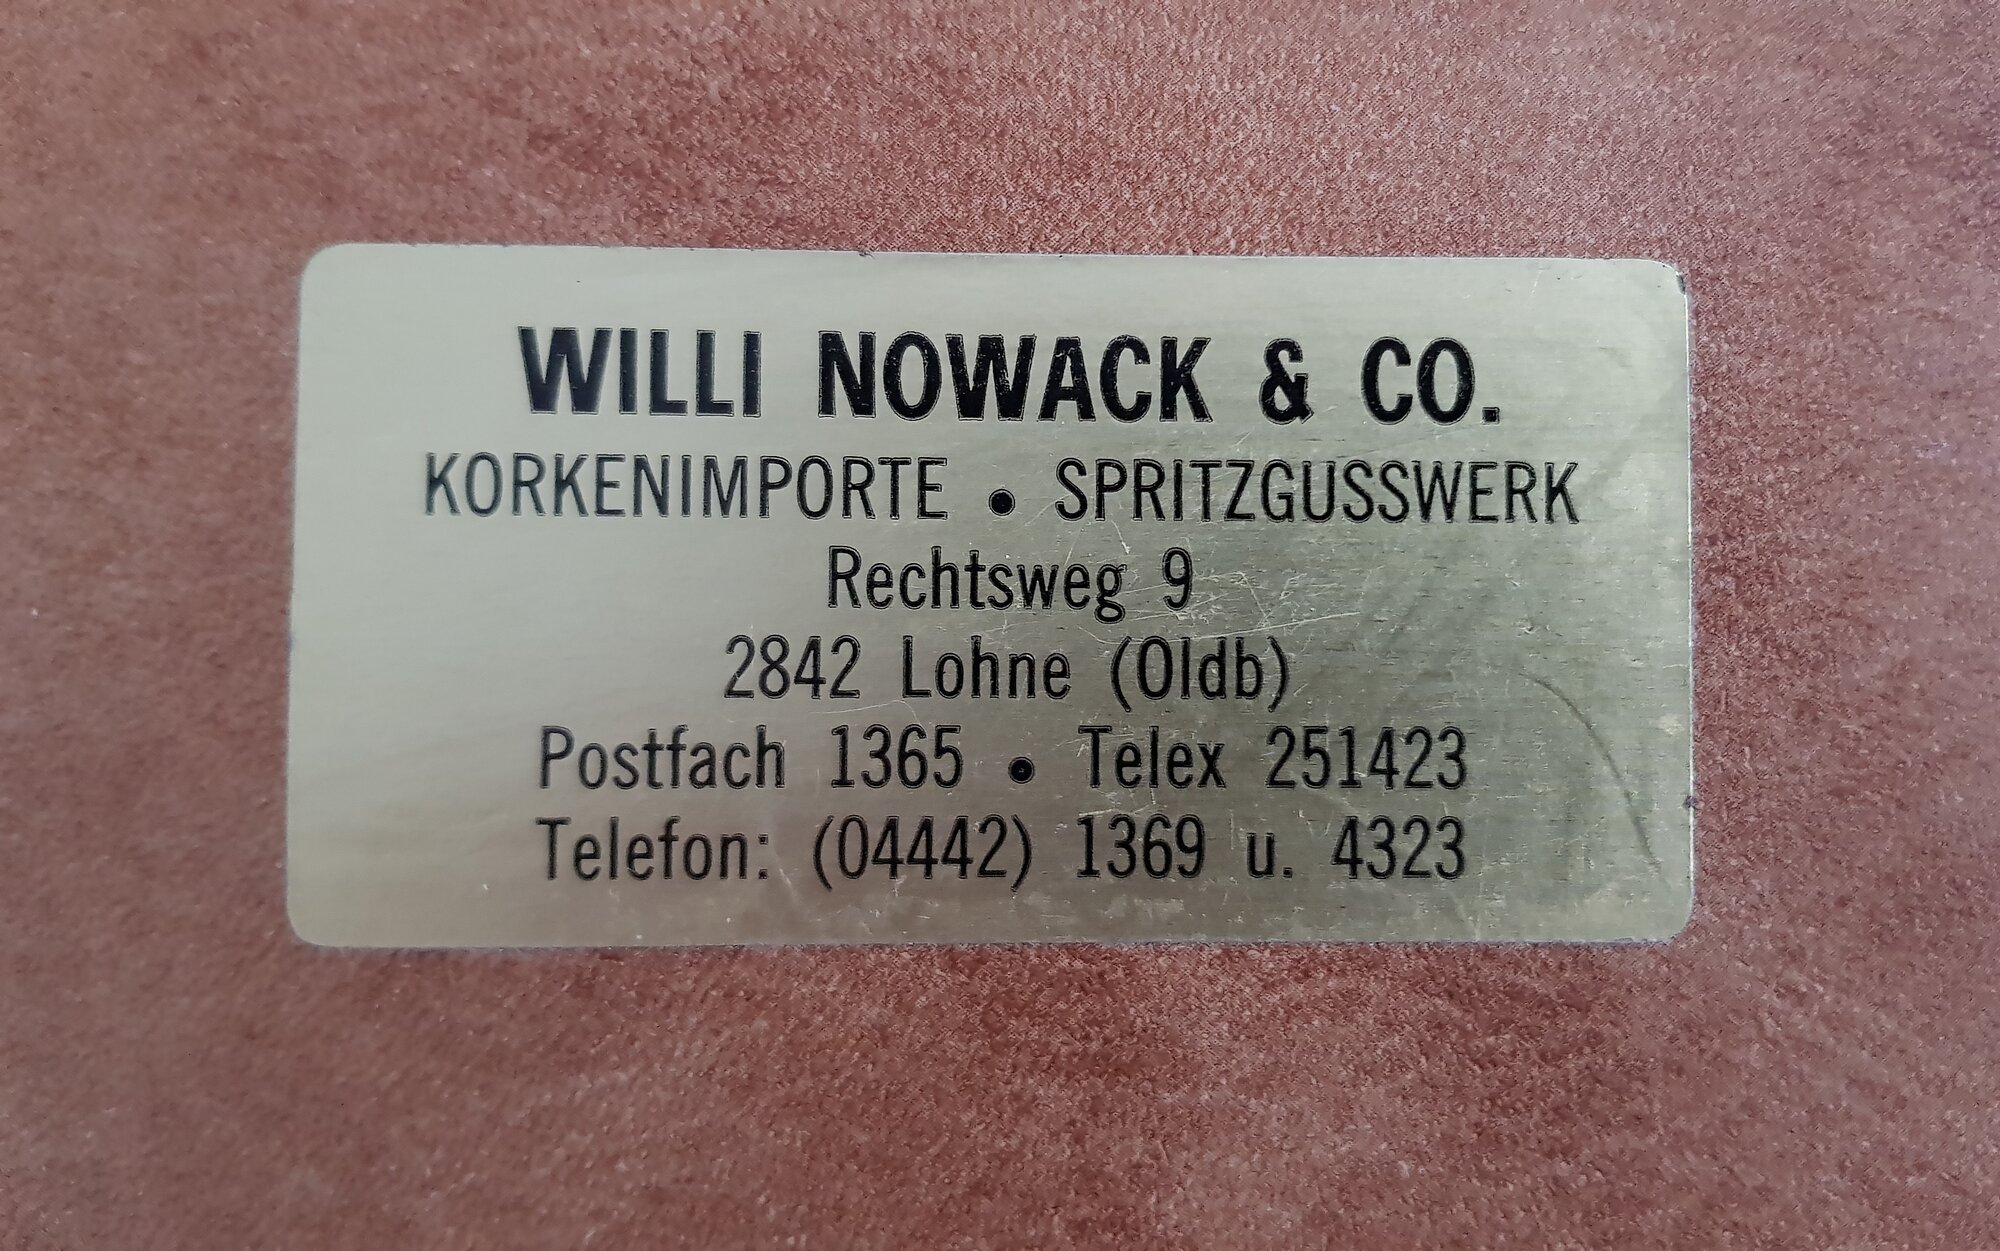 WILLI NOWACK & CO.
KORKENIMPORTE • SPRITZGUSSWERK
Rechtsweg 9
2842 Lohne (Oldb)
Postfach 1365 • Telex 251423
Telefon: (04442) 1369 u. 4323